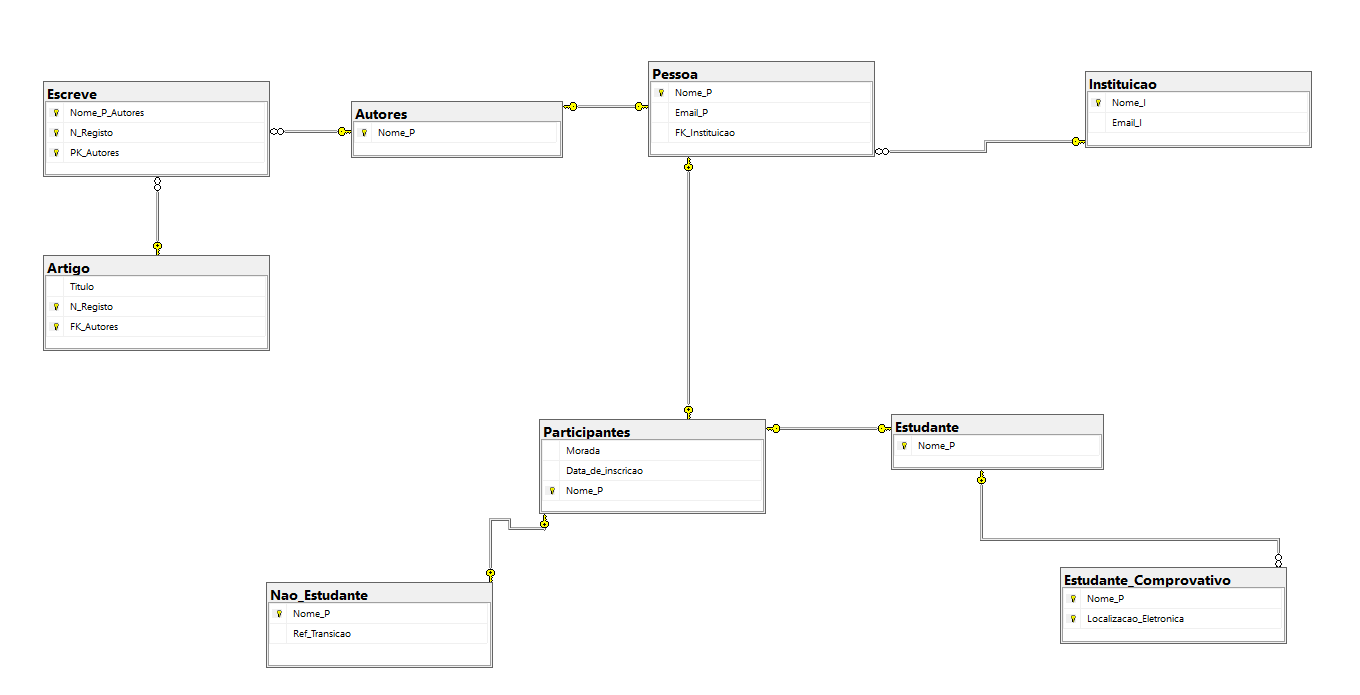 Escreve
Nome_P_Autores
N_Registo
PK_Autores
Autores
Nome_P
Pessoa
Nome_P
Email_P
FK_Instituicao
Instituicao
Nome_I
Email_I
Artigo
Titulo
N_Registo
FK_Autores
Participantes
Morada
Data_de_inscricao
Nome_P
Estudante
Nome_P
Nao_Estudante
Nome_P
Ref_Transicao
Estudante_Comprovativo
Nome_P
Localizacao_Eletronica